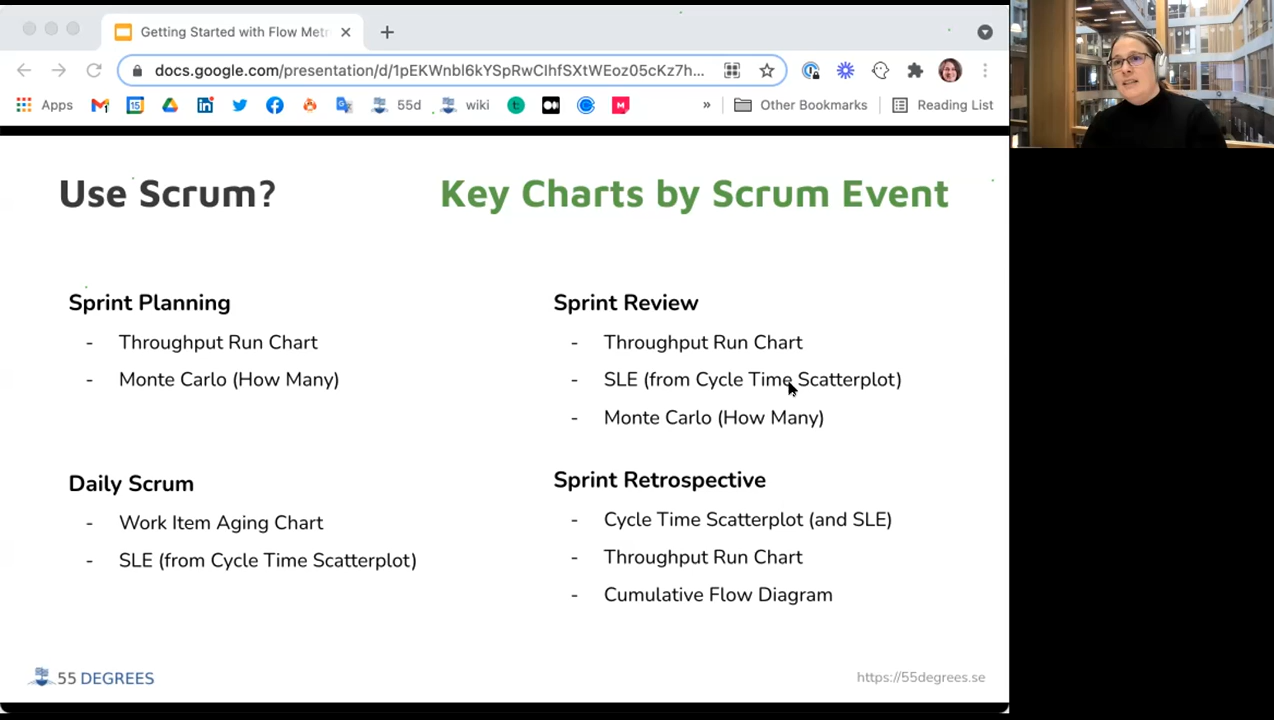 Getting Started with Flow Met
docs.google.com/presentation/d/1pEKWnbl6kYSpRwClhfSXtWEoz05cKz7h...
Apps
15
55d
wiki
»
Other Bookmarks
Reading List
Use Scrum?
Key Charts by Scrum Event
Sprint Planning
- Throughput Run Chart
- Monte Carlo (How Many)
Daily Scrum
- Work Item Aging Chart
- SLE (from Cycle Time Scatterplot)
Sprint Review
- Throughput Run Chart
- SLE (from Cycle Time Scatterplot)
- Monte Carlo (How Many)
Sprint Retrospective
- Cycle Time Scatterplot (and SLE)
- Throughput Run Chart
- Cumulative Flow Diagram
55 DEGREES
https://55degrees.se